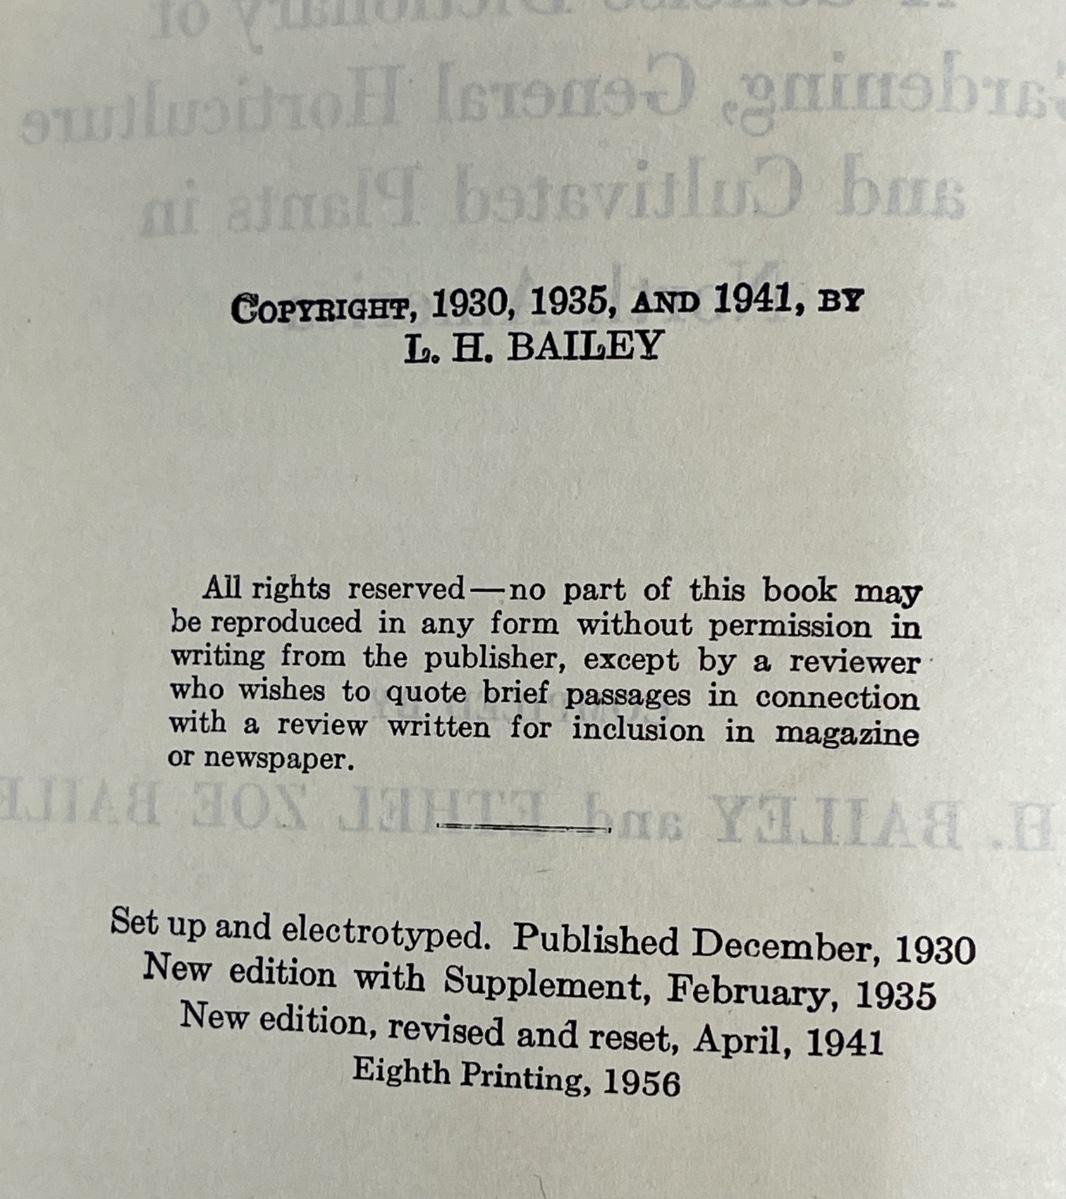 COPYRIGHT, 1930, 1935, AND 1941, BY
L. H. BAILEY
All rights reserved—no part of this book may
be reproduced in any form without permission in
writing from the publisher, except by a reviewer
who wishes to quote brief passages in connection
with a review written for inclusion in magazine
or newspaper.
Set up and electrotyped. Published December, 1930
New edition with Supplement, February, 1935
New edition, revised and reset, April, 1941
Eighth Printing, 1956